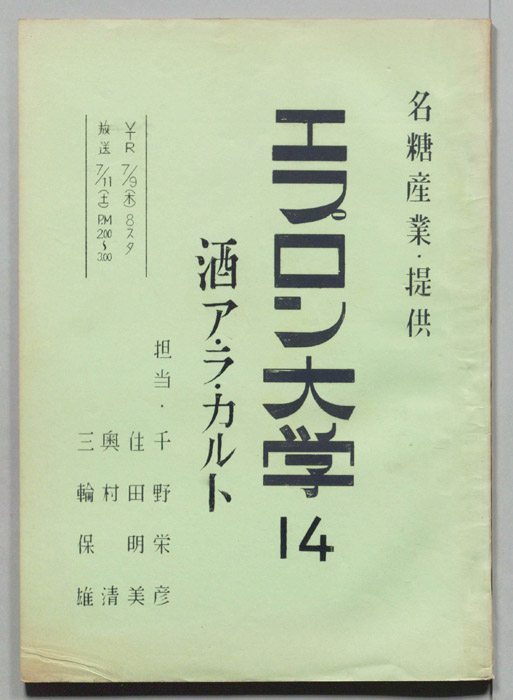 名糖産業・提供
エプロン大学
14
酒ア・ラ・カルト
担当・千野栄彦
住田明美
奥村清
三輪保雄
VTR 7/9(木) 8スタ
放送 7/11(土) P.M 2.00〜3.00